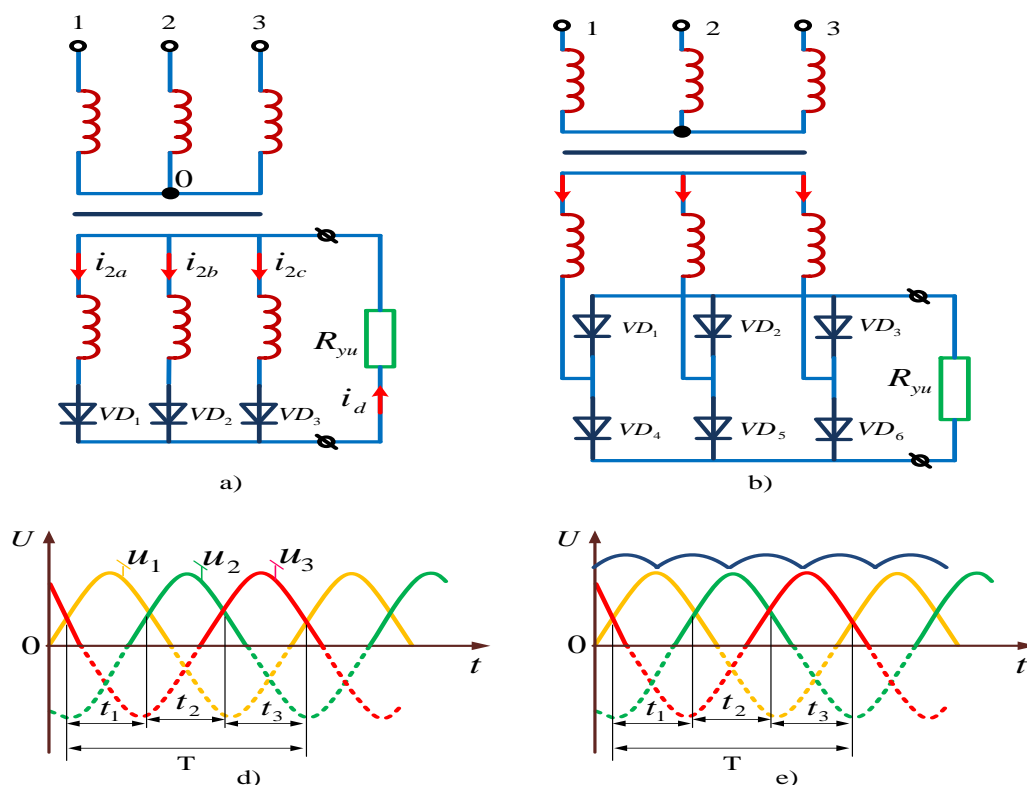 1 2 3
0
i2a i2b i2c
Ryu
id
VD1 VD2 VD3
a)
1 2 3
VD1 VD2 VD3
Ryu
VD4 VD5 VD6
b)
U
u1 u2 u3
0
t
t1 t2 t3
T
d)
U
0
t
t1 t2 t3
T
e)